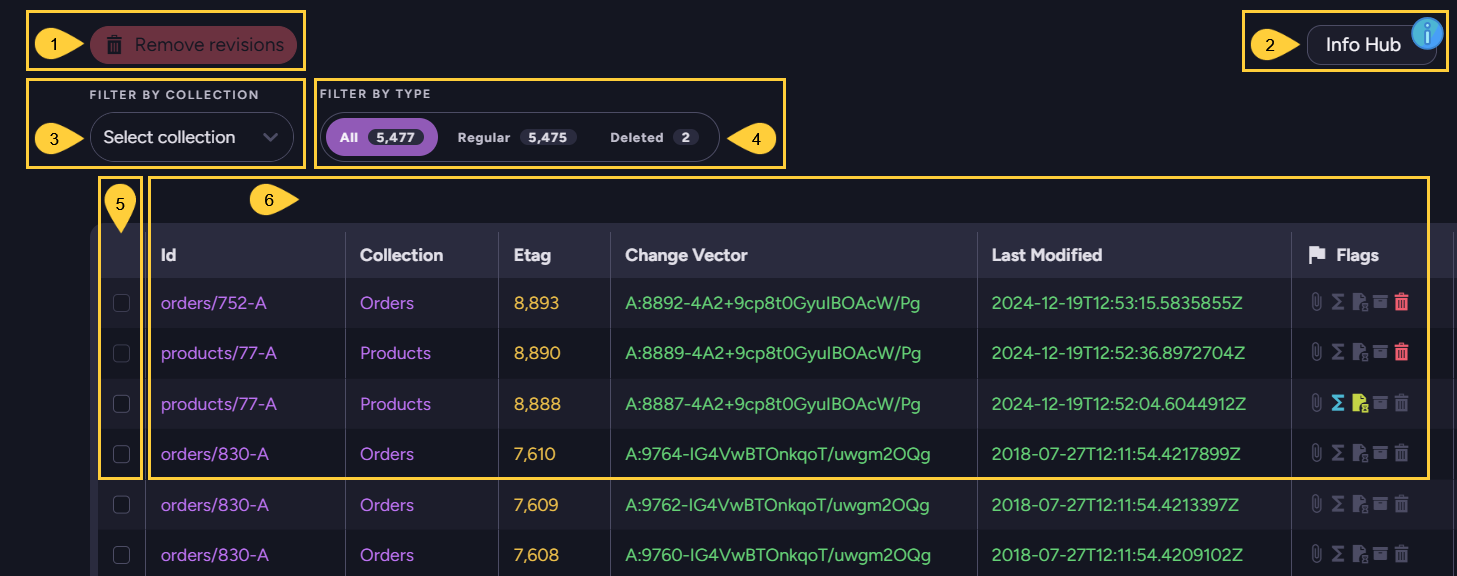 1 Remove revisions
2 Info Hub i
FILTER BY COLLECTION
FILTER BY TYPE
3 Select collection
All 5,477 Regular 5,475 Deleted 2 4
5
6
Id Collection Etag Change Vector Last Modified Flags
orders/752-A Orders 8,893 A:8892-4A2+9cp8t0GyuIBOAcW/Pg 2024-12-19T12:53:15.5835855Z
products/77-A Products 8,890 A:8889-4A2+9cp8t0GyuIBOAcW/Pg 2024-12-19T12:52:36.8972704Z
products/77-A Products 8,888 A:8887-4A2+9cp8t0GyuIBOAcW/Pg 2024-12-19T12:52:04.6044912Z
orders/830-A Orders 7,610 A:9764-IG4VwBTOnkqoT/uwgm2OQg 2018-07-27T12:11:54.4217899Z
orders/830-A Orders 7,609 A:9762-IG4VwBTOnkqoT/uwgm2OQg 2018-07-27T12:11:54.4213397Z
orders/830-A Orders 7,608 A:9760-IG4VwBTOnkqoT/uwgm2OQg 2018-07-27T12:11:54.4209102Z